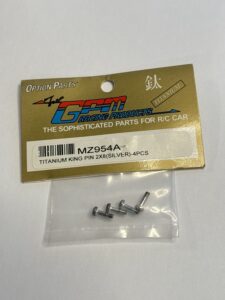 OPTION PARTS
鈦
TITANIUM
GPM
RACING PRODUCTS
THE SOPHISTICATED PARTS FOR R/C CAR
MZ954A
TITANIUM KING PIN 2X8(SILVER)-4PCS